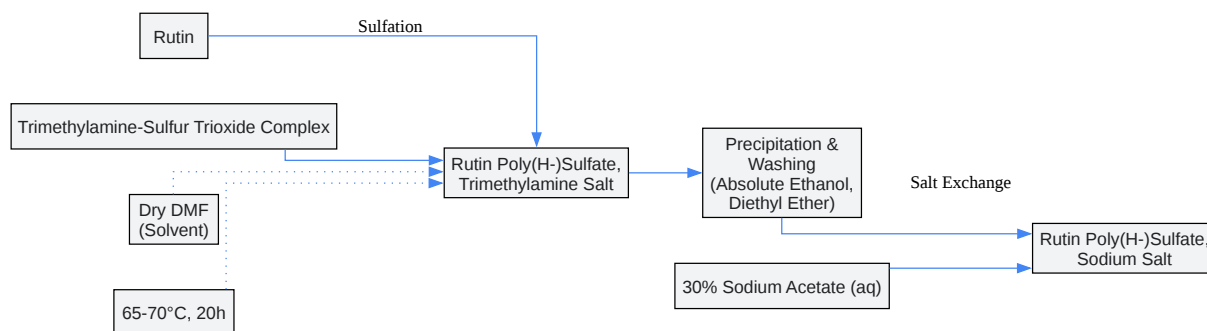 Rutin
Sulfation
Trimethylamine-Sulfur Trioxide Complex
Rutin Poly(H-)Sulfate,
Trimethylamine Salt
Precipitation &
Washing
(Absolute Ethanol,
Diethyl Ether)
Salt Exchange
Dry DMF
(Solvent)
Rutin Poly(H-)Sulfate,
Sodium Salt
30% Sodium Acetate (aq)
65-70°C, 20h